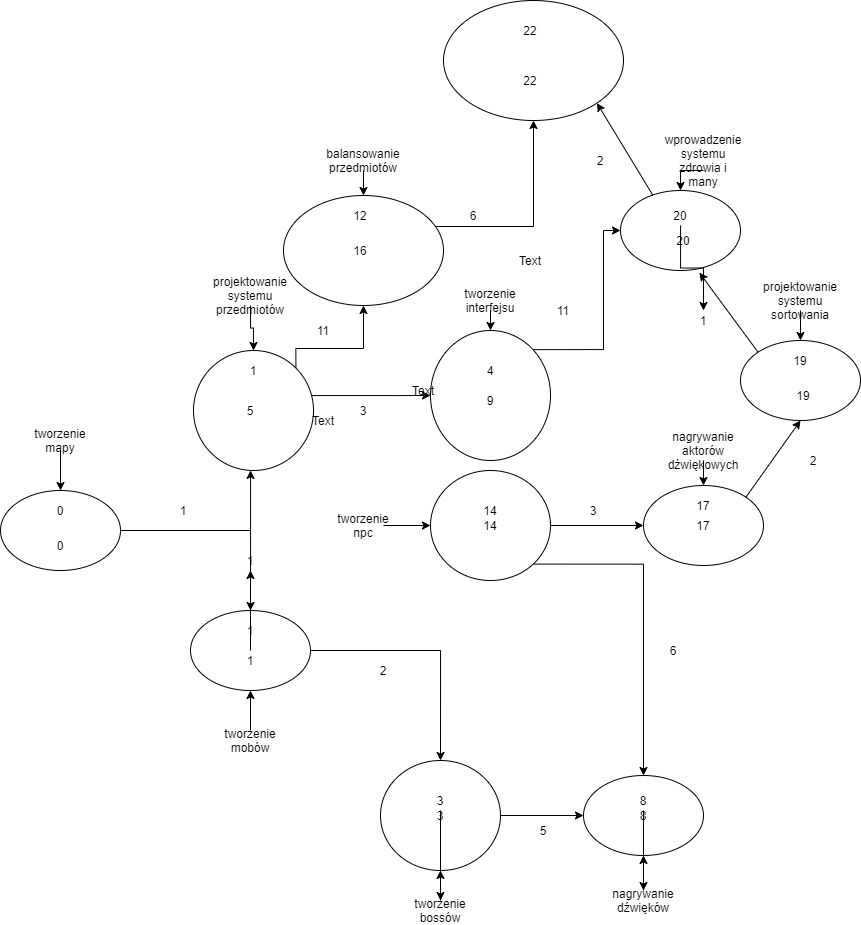 22
22
2
wprowadzenie
systemu
zdrowia i
many
balansowanie
przedmiotów
12
16
6
20
20
Text
projektowanie
systemu
przedmiotów
tworzenie
interfejsu
11
11
1
projektowanie
systemu
sortowania
1
5
4
9
19
19
Text
3
Text
tworzenie
mapy
nagrywanie
aktorów
dźwiękowych
2
0
0
1
tworzenie
npc
14
14
3
17
17
1
1
1
2
6
tworzenie
mobów
3
3
5
8
8
tworzenie
bossów
nagrywanie
dźwięków